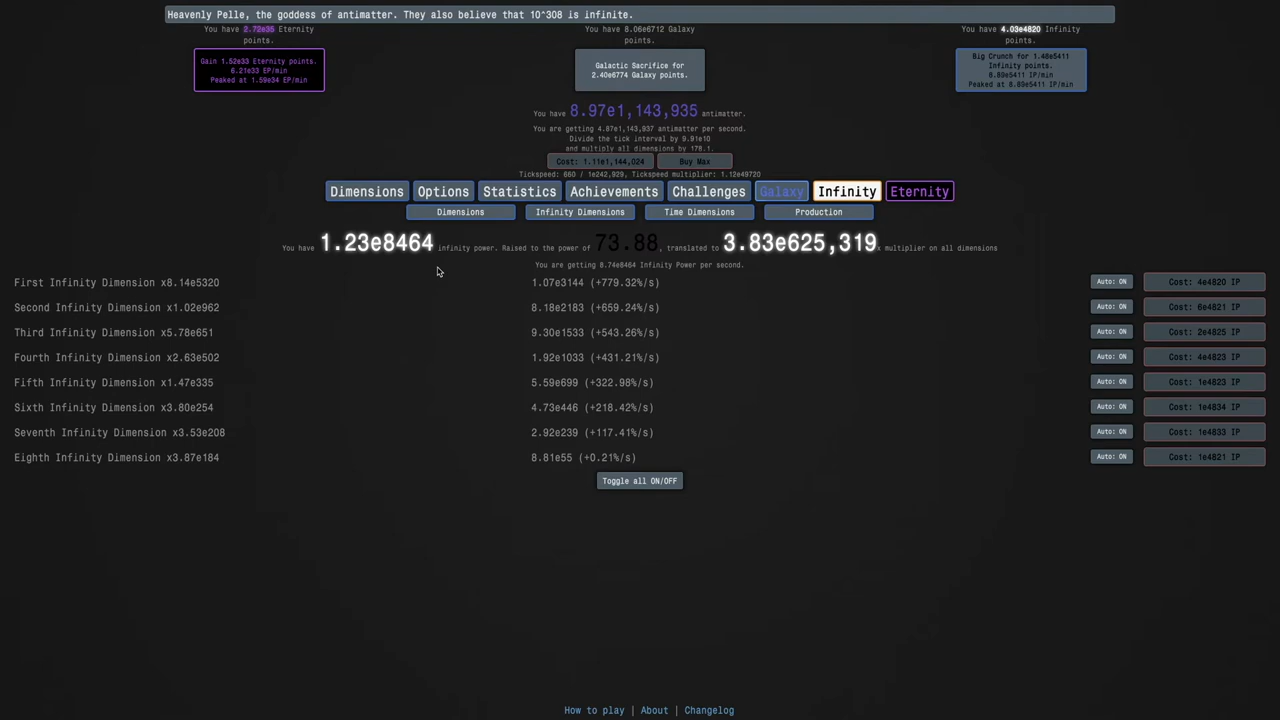 Heavenly Pelle, the goddess of antimatter. They also believe that 10^308 is infinite.
You have 2.72e35 Eternity
points.
Gain 1.52e33 Eternity points.
6.21e33 EP/min
Peaked at 1.59e34 EP/min
You have 8.06e6712 Galaxy
points.
Galactic Sacrifice for
2.40e6774 Galaxy points.
You have 4.03e4820 Infinity
points.
Big Crunch for 1.48e5411
Infinity points.
8.89e5411 IP/min
Peaked at 8.89e5411 IP/min
You have 8.97e1,143,935 antimatter.
You are getting 4.87e1,143,937 antimatter per second.
Divide the tick interval by 9.91e10
and multiply all dimensions by 178.1.
Cost: 1.11e1,144,024 Buy Max
Tickspeed: 660 / 1e242,929, Tickspeed multiplier: 1.12e49720
Dimensions Options Statistics Achievements Challenges Galaxy Infinity Eternity
Dimensions Infinity Dimensions Time Dimensions Production
You have 1.23e8464 infinity power. Raised to the power of 73.88, translated to 3.83e625,319x multiplier on all dimensions
You are getting 8.74e8464 Infinity Power per second.
First Infinity Dimension x8.14e5320 1.07e3144 (+779.32%/s) Auto: ON Cost: 4e4820 IP
Second Infinity Dimension x1.02e962 8.18e2183 (+659.24%/s) Auto: ON Cost: 6e4821 IP
Third Infinity Dimension x5.78e651 9.30e1533 (+543.26%/s) Auto: ON Cost: 2e4825 IP
Fourth Infinity Dimension x2.63e502 1.92e1033 (+431.21%/s) Auto: ON Cost: 4e4823 IP
Fifth Infinity Dimension x1.47e335 5.59e699 (+322.98%/s) Auto: ON Cost: 1e4823 IP
Sixth Infinity Dimension x3.80e254 4.73e446 (+218.42%/s) Auto: ON Cost: 1e4834 IP
Seventh Infinity Dimension x3.53e208 2.92e239 (+117.41%/s) Auto: ON Cost: 1e4833 IP
Eighth Infinity Dimension x3.87e184 8.81e55 (+0.21%/s) Auto: ON Cost: 1e4821 IP
Toggle all ON/OFF
How to play | About | Changelog